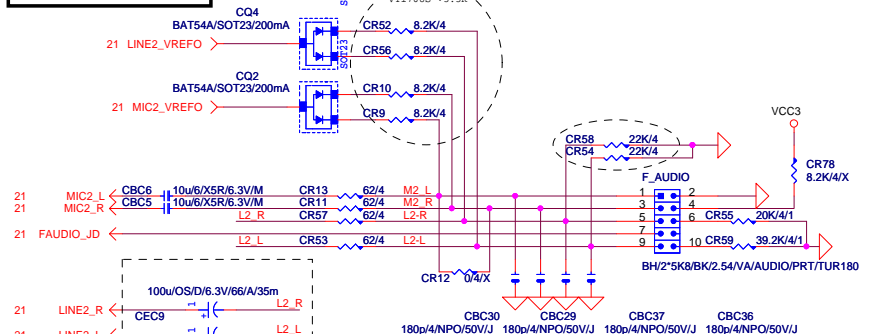 CQ4
BAT54A/SOT23/200mA
21 LINE2_VREFO
SOT23
CR52 8.2K/4
CR56 8.2K/4
CQ2
BAT54A/SOT23/200mA
21 MIC2_VREFO
CR10 8.2K/4
CR9 8.2K/4
VCC3
CR58 22K/4
CR54 22K/4
CR78
8.2K/4/X
F_AUDIO
21 MIC2_L CBC6 10u/6/X5R/6.3V/M CR13 62/4 M2_L 1 2
21 MIC2_R CBC5 10u/6/X5R/6.3V/M CR11 62/4 M2_R 3 4
L2_R CR57 62/4 L2-R 5 6 CR55 20K/4/1
21 FAUDIO_JD 7
L2_L CR53 62/4 L2-L 9 10 CR59 39.2K/4/1
BH/2*5K8/BK/2.54/VA/AUDIO/PRT/TUR180
CR12 0/4/X
100u/OS/D/6.3V/66/A/35m
21 LINE2_R CEC9 1 + L2_R
CBC30 CBC29 CBC37 CBC36
180p/4/NPO/50V/J 180p/4/NPO/50V/J 180p/4/NPO/50V/J 180p/4/NPO/50V/J
21 LINE2_L 1 L2_L